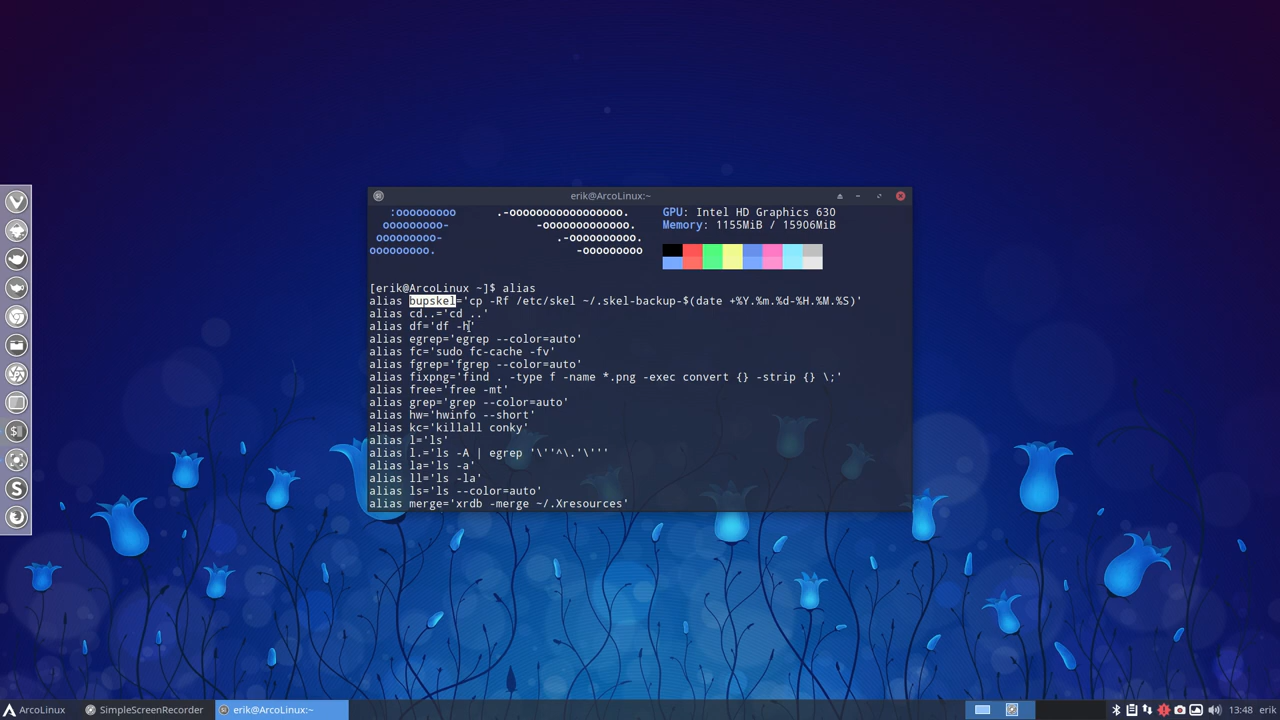 erik@ArcoLinux:~
:ooooooooo       .-ooooooooooooooooo.     GPU: Intel HD Graphics 630
ooooooooo-             -ooooooooooooo.    Memory: 1155MiB / 15906MiB
ooooooooo-                 .-oooooooooo.
ooooooooo.                     -ooooooooo
[erik@ArcoLinux ~]$ alias
alias bupskel='cp -Rf /etc/skel ~/.skel-backup-$(date +%Y.%m.%d-%H.%M.%S)'
alias cd..='cd ..'
alias df='df -h'
alias egrep='egrep --color=auto'
alias fc='sudo fc-cache -fv'
alias fgrep='fgrep --color=auto'
alias fixpng='find . -type f -name *.png -exec convert {} -strip {} \;'
alias free='free -mt'
alias grep='grep --color=auto'
alias hw='hwinfo --short'
alias kc='killall conky'
alias l='ls'
alias l.='ls -A | egrep '\''^\.'\'''
alias la='ls -a'
alias ll='ls -la'
alias ls='ls --color=auto'
alias merge='xrdb -merge ~/.Xresources'
ArcoLinux SimpleScreenRecorder erik@ArcoLinux:~ 13:48 erik